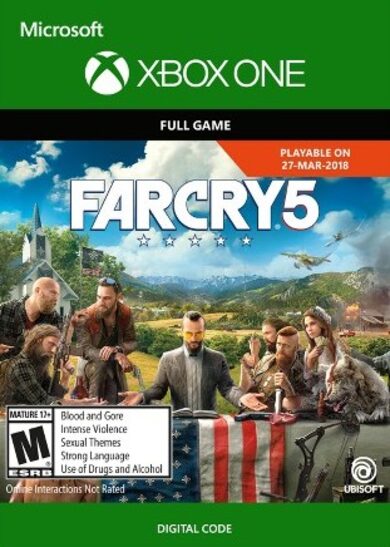 Microsoft
XBOX ONE
FULL GAME
PLAYABLE ON
27-MAR-2018
FARCRY5
MATURE 17+
M
ESRB
Blood and Gore
Intense Violence
Sexual Themes
Strong Language
Use of Drugs and Alcohol
Online Interactions Not Rated
UBISOFT
DIGITAL CODE